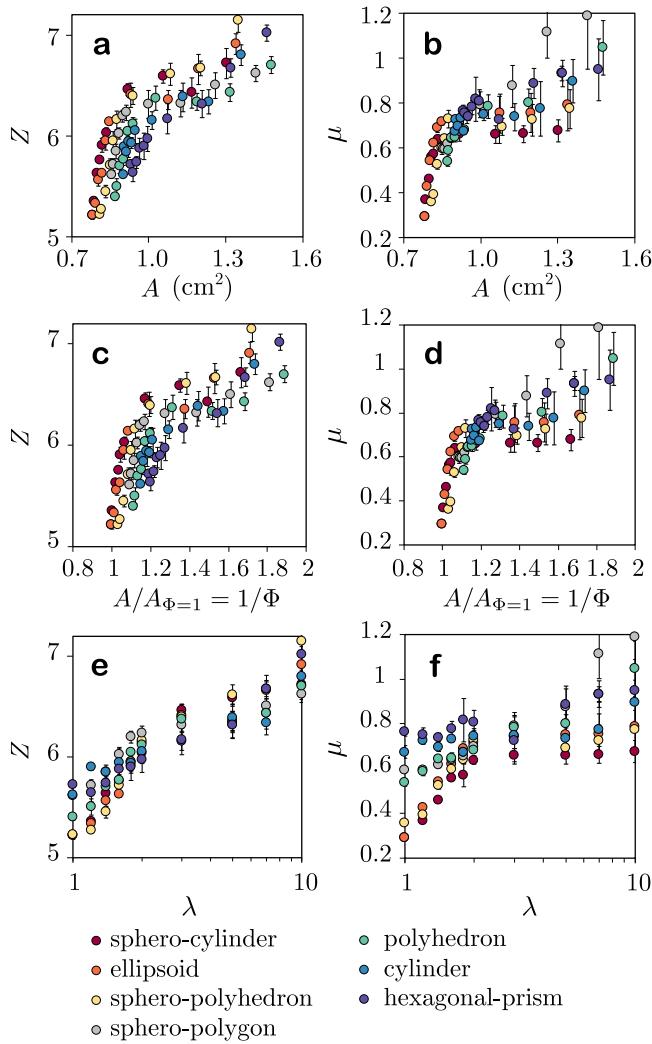 a
7
6
5
Z
0.7 1.0 1.3 1.6
A (cm²)
b
1.2
1
0.8
0.6
0.4
0.2
μ
0.7 1.0 1.3 1.6
A (cm²)
c
7
6
5
Z
0.8 1 1.2 1.4 1.6 1.8 2
A/A_{Φ=1} = 1/Φ
d
1.2
1
0.8
0.6
0.4
0.2
μ
0.8 1 1.2 1.4 1.6 1.8 2
A/A_{Φ=1} = 1/Φ
e
7
6
5
Z
1 10
λ
f
1.2
1
0.8
0.6
0.4
0.2
μ
1 10
λ
sphero-cylinder
ellipsoid
sphero-polyhedron
sphero-polygon
polyhedron
cylinder
hexagonal-prism